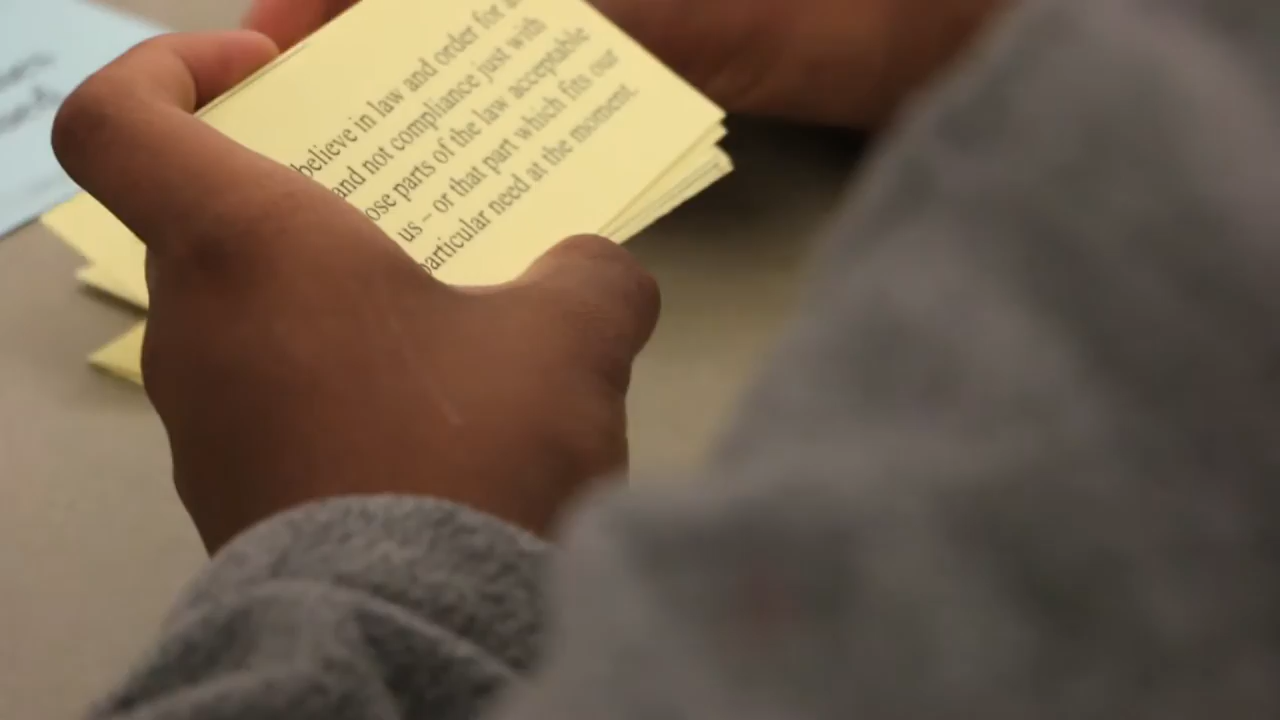 believe in law and order for
and not compliance just with
ose parts of the law acceptable
us – or that part which fits our
particular need at the moment.